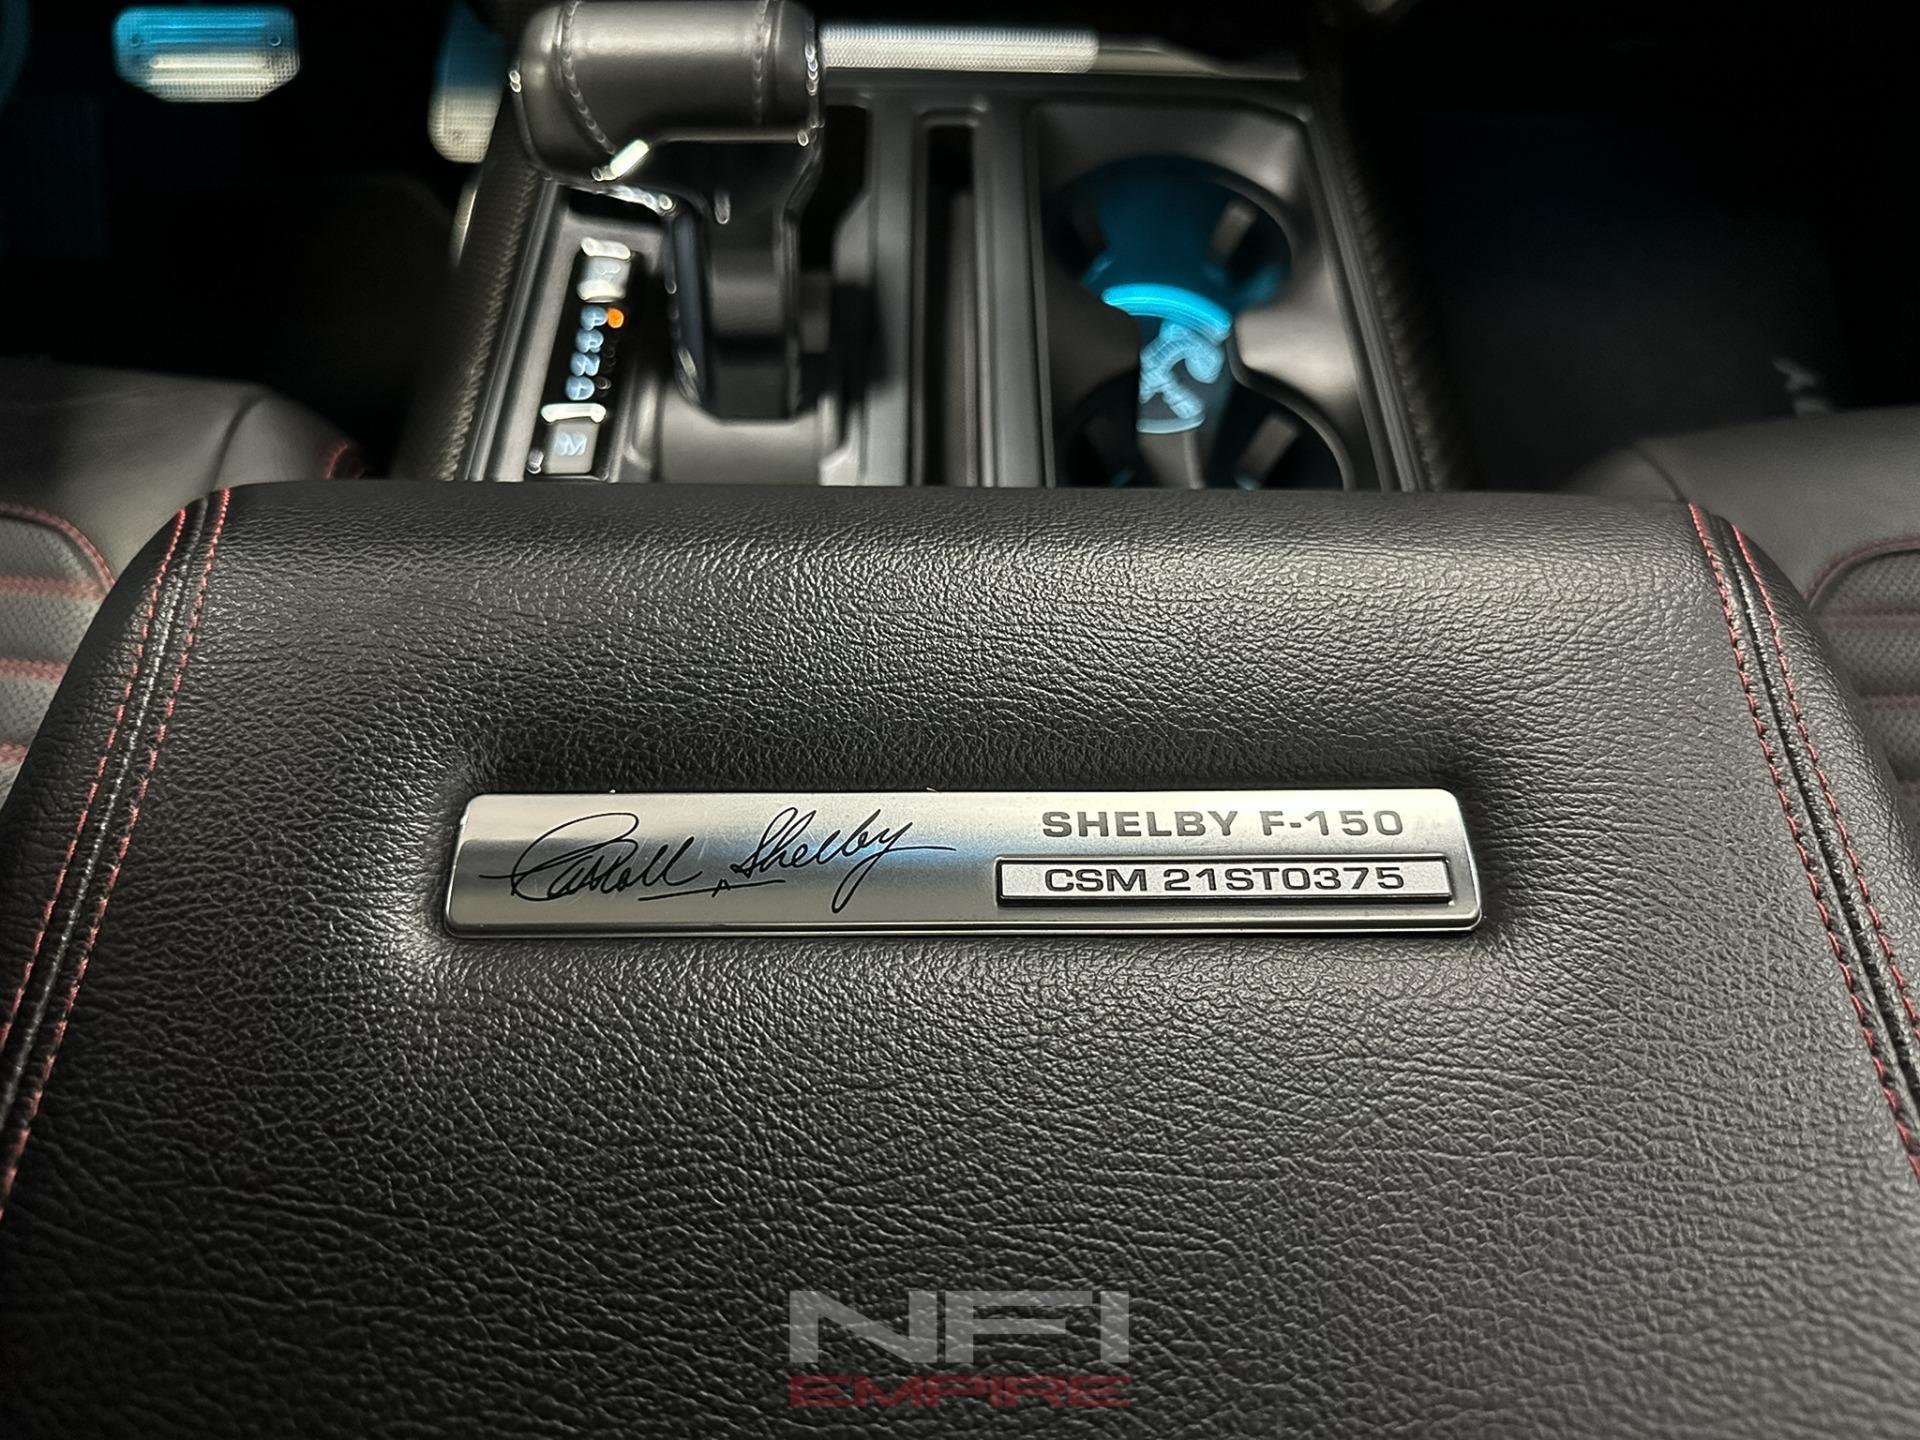 P
R
N
D
M
Carroll Shelby
SHELBY F-150
CSM 21ST0375
NFI
EMPIRE